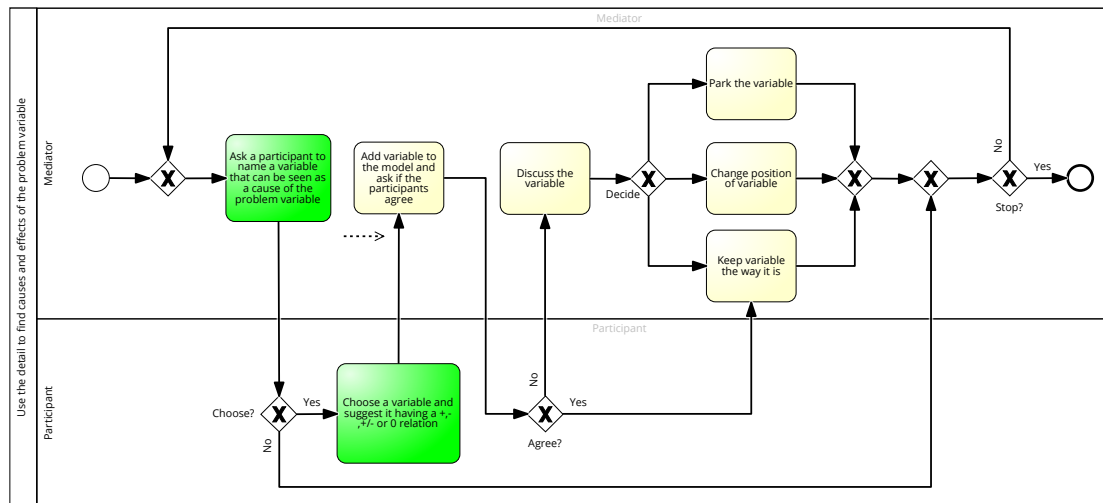 Use the detail to find causes and effects of the problem variable
Mediator
Mediator
Ask a participant to
name a variable
that can be seen as
a cause of the
problem variable
Add variable to
the model and
ask if the
participants
agree
Discuss the
variable
Decide
Park the variable
Change position
of variable
Keep variable
the way it is
No
Yes
Stop?
Participant
Participant
Choose?
Yes
No
Choose a variable and
suggest it having a +,-
,+/- or 0 relation
No
Yes
Agree?